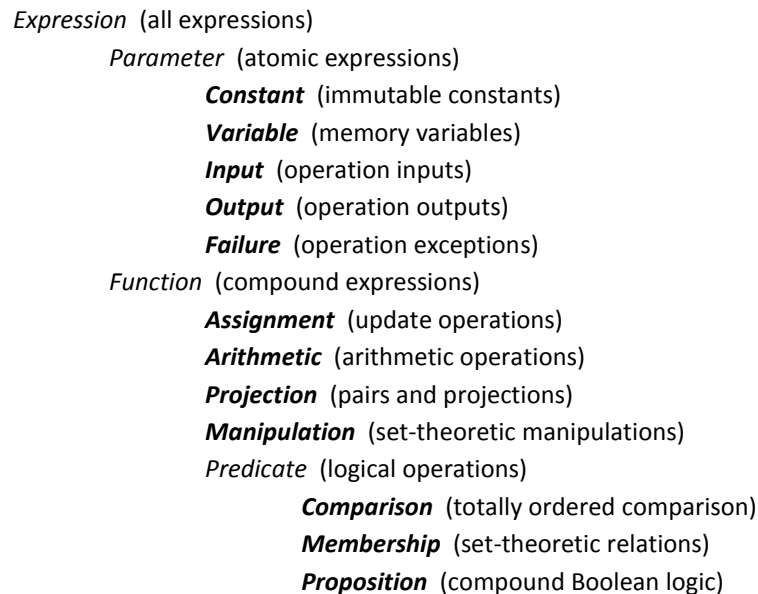 Expression (all expressions)
Parameter (atomic expressions)
Constant (immutable constants)
Variable (memory variables)
Input (operation inputs)
Output (operation outputs)
Failure (operation exceptions)
Function (compound expressions)
Assignment (update operations)
Arithmetic (arithmetic operations)
Projection (pairs and projections)
Manipulation (set-theoretic manipulations)
Predicate (logical operations)
Comparison (totally ordered comparison)
Membership (set-theoretic relations)
Proposition (compound Boolean logic)